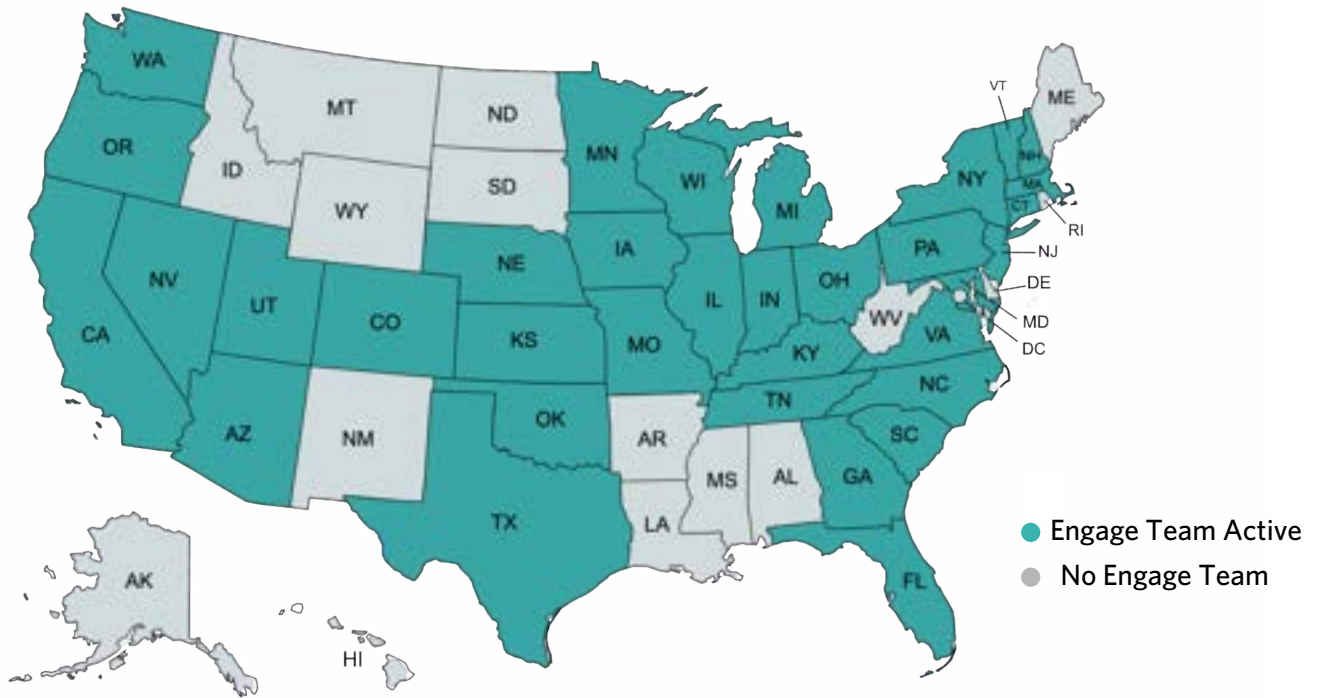 WA
MT
ND
MN
VT
ME
OR
ID
SD
WI
NH
WY
NY
MA
MI
CT
RI
NV
NE
IA
PA
NJ
UT
CO
IL
IN
OH
DE
CA
KS
MO
WV
MD
KY
VA
DC
AZ
NM
OK
TN
NC
AR
SC
MS
AL
GA
TX
LA
Engage Team Active
No Engage Team
AK
FL
HI